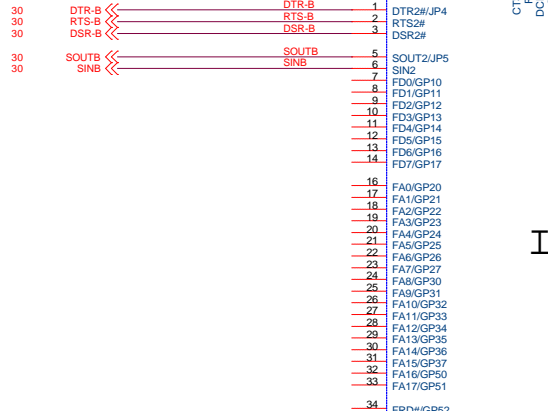 30 DTR-B DTR-B 1 DTR2#/JP4
30 RTS-B RTS-B 2 RTS2#
30 DSR-B DSR-B 3 DSR2#
30 SOUTB SOUTB 5 SOUT2/JP5
30 SINB SINB 6 SIN2
7 FD0/GP10
8 FD1/GP11
9 FD2/GP12
10 FD3/GP13
11 FD4/GP14
12 FD5/GP15
13 FD6/GP16
14 FD7/GP17
16 FA0/GP20
17 FA1/GP21
18 FA2/GP22
19 FA3/GP23
20 FA4/GP24
21 FA5/GP25
22 FA6/GP26
23 FA7/GP27
24 FA8/GP30
25 FA9/GP31
26 FA10/GP32
27 FA11/GP33
28 FA12/GP34
29 FA13/GP35
30 FA14/GP36
31 FA15/GP37
32 FA16/GP50
33 FA17/GP51
34 FRD#/GP52